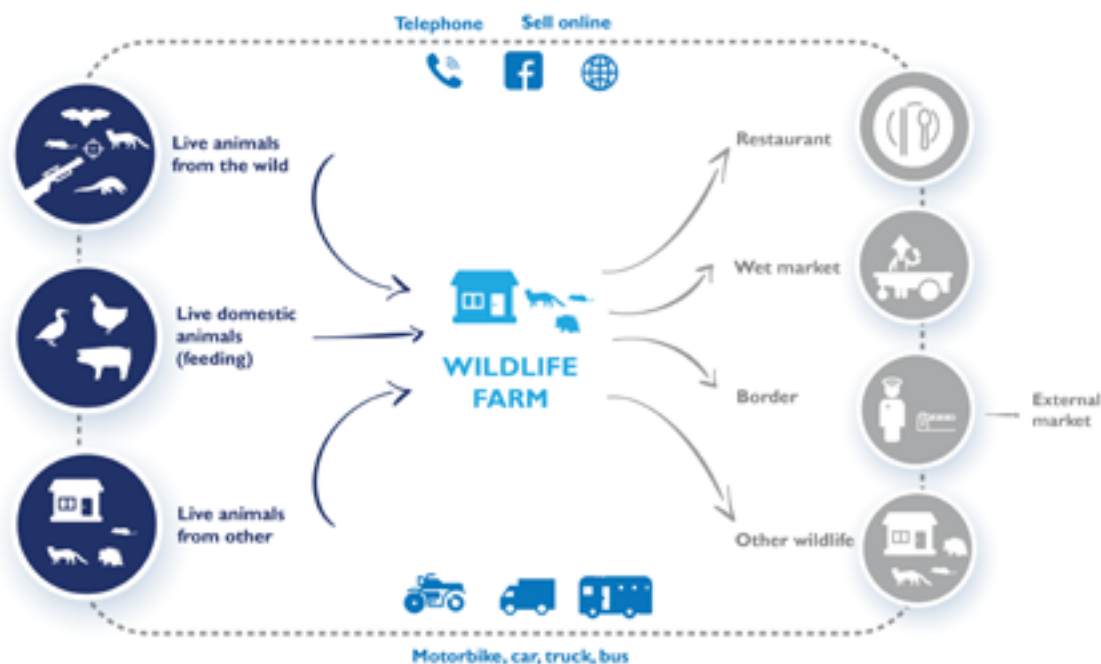 Telephone Sell online
Live animals
from the wild
Restaurant
Wet market
Live domestic
animals
(feeding)
WILDLIFE
FARM
Border
External
market
Live animals
from other
Other wildlife
Motorbike, car, truck, bus